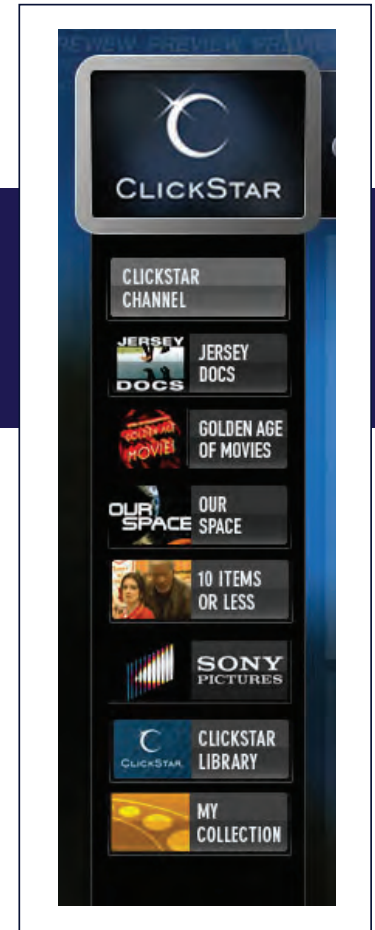 PREVIEW PREVIEW PREVIEW
CLICKSTAR
CLICKSTAR
CHANNEL
JERSEY
DOCS
JERSEY
DOCS
GOLDEN AGE
MOVIES
GOLDEN AGE
OF MOVIES
OUR
SPACE
OUR
SPACE
10 ITEMS
OR LESS
SONY
PICTURES
CLICKSTAR
CLICKSTAR
LIBRARY
MY
COLLECTION